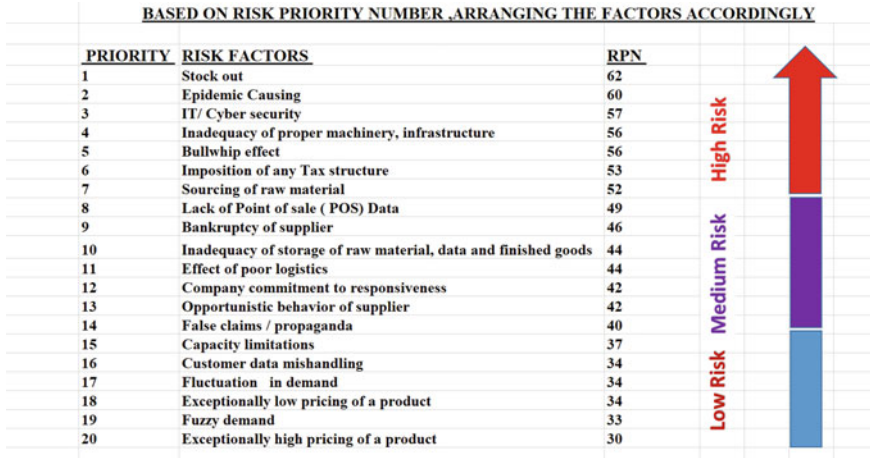 BASED ON RISK PRIORITY NUMBER ,ARRANGING THE FACTORS ACCORDINGLY
PRIORITY RISK FACTORS RPN
1 Stock out 62
2 Epidemic Causing 60
3 IT/ Cyber security 57
4 Inadequacy of proper machinery, infrastructure 56
5 Bullwhip effect 56
6 Imposition of any Tax structure 53
7 Sourcing of raw material 52
8 Lack of Point of sale ( POS) Data 49
9 Bankruptcy of supplier 46
10 Inadequacy of storage of raw material, data and finished goods 44
11 Effect of poor logistics 44
12 Company commitment to responsiveness 42
13 Opportunistic behavior of supplier 42
14 False claims / propaganda 40
15 Capacity limitations 37
16 Customer data mishandling 34
17 Fluctuation in demand 34
18 Exceptionally low pricing of a product 34
19 Fuzzy demand 33
20 Exceptionally high pricing of a product 30
High Risk
Medium Risk
Low Risk